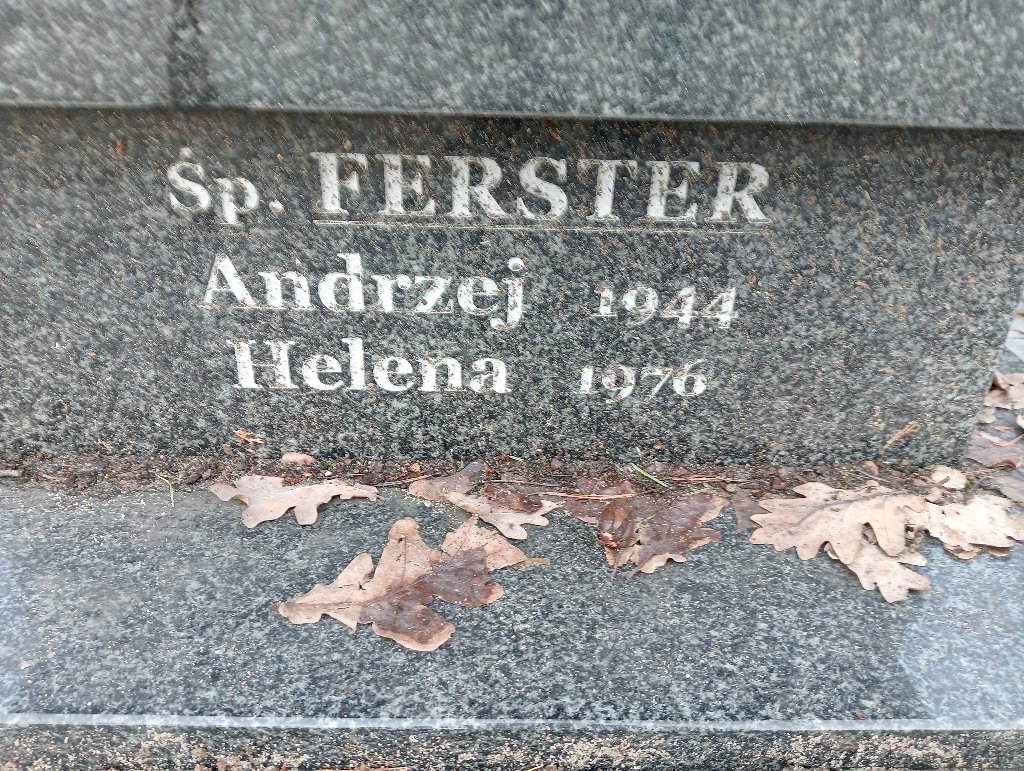 Śp. FERSTER
Andrzej 1944
Helena 1976